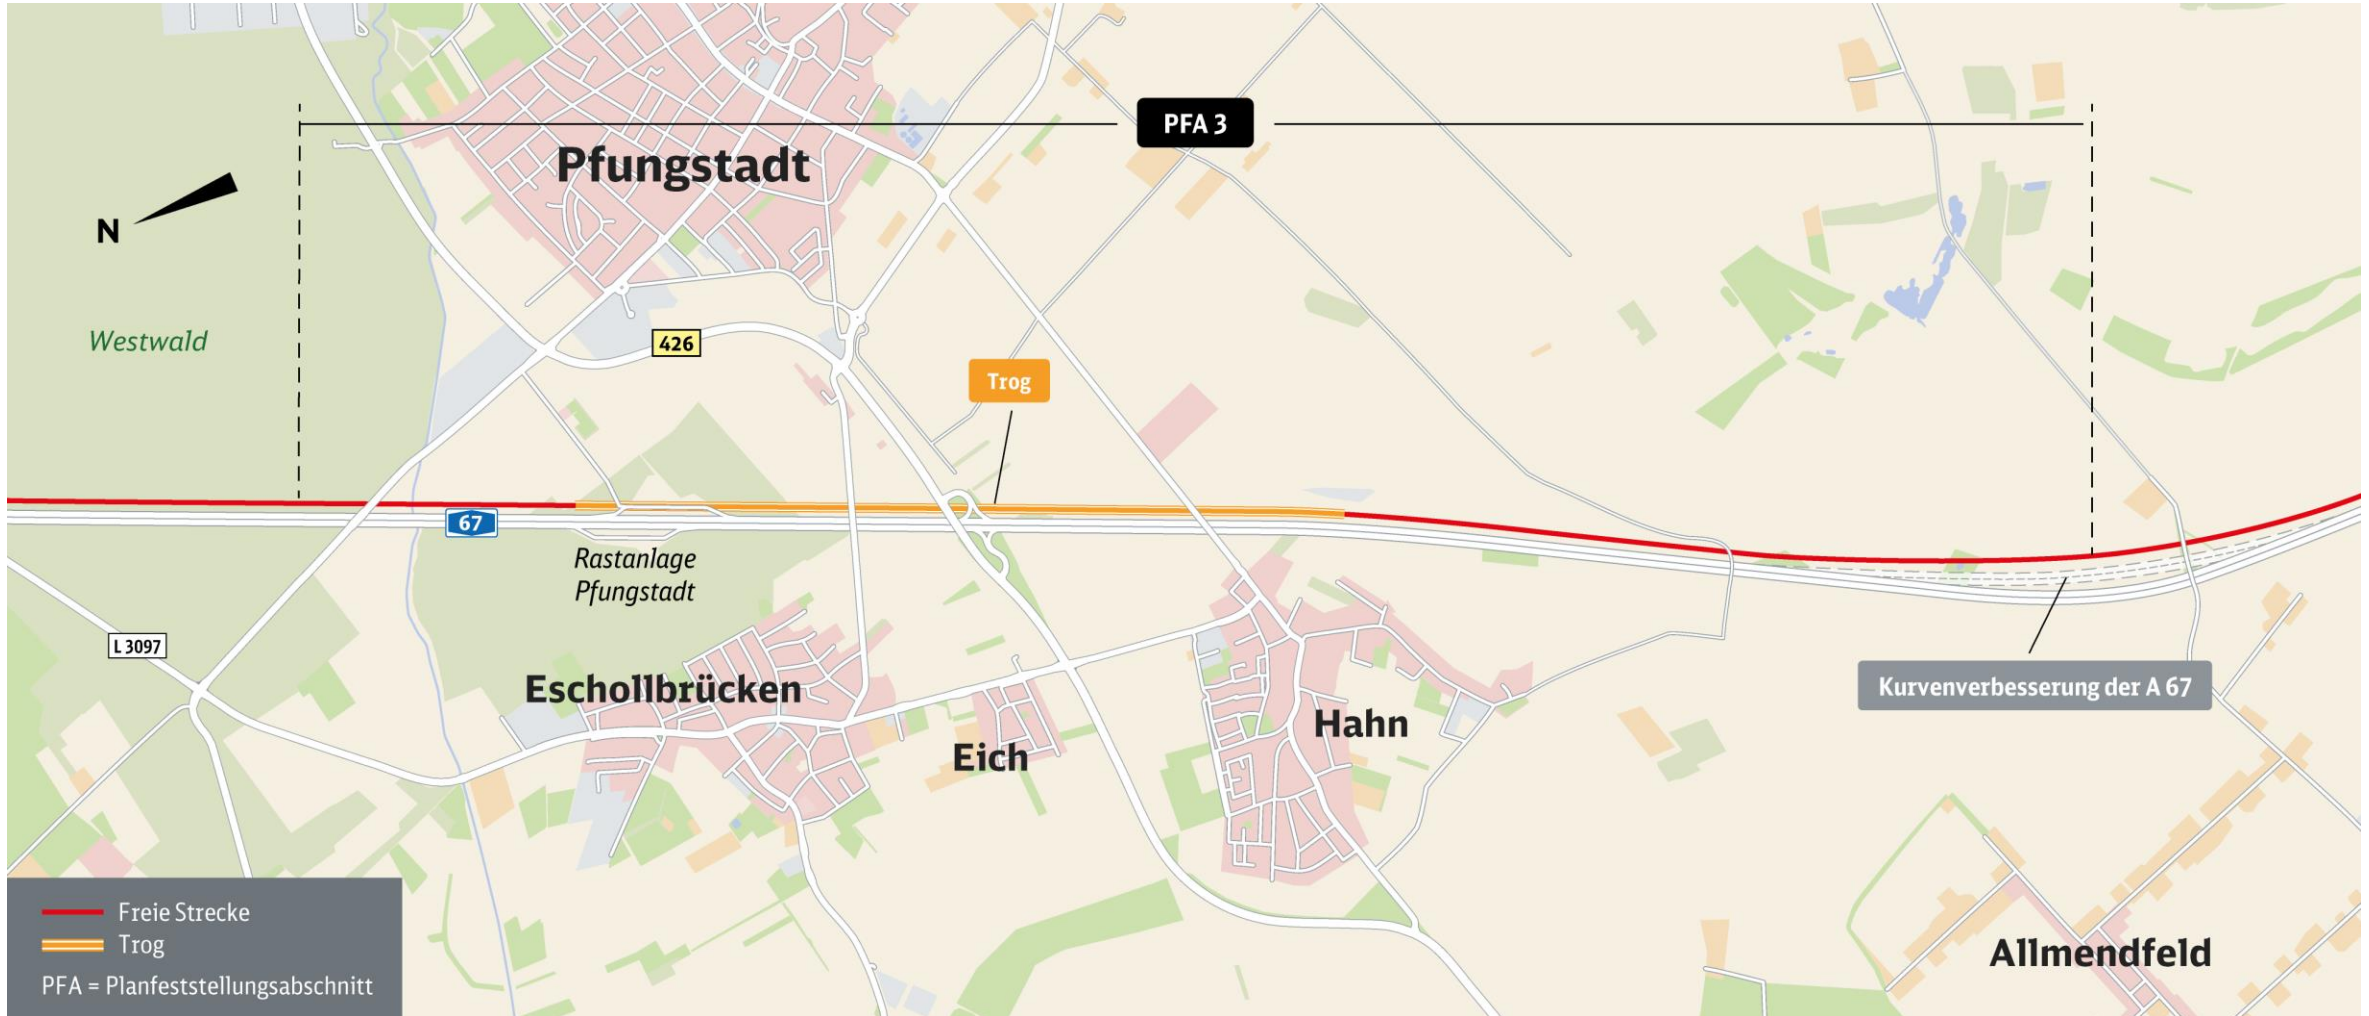 PFA 3
Pfungstadt
N
Westwald
426
Trog
67
Rastanlage
Pfungstadt
L 3097
Eschollbrücken
Eich
Hahn
Kurvenverbesserung der A 67
Allmendfeld
Freie Strecke
Trog
PFA = Planfeststellungsabschnitt